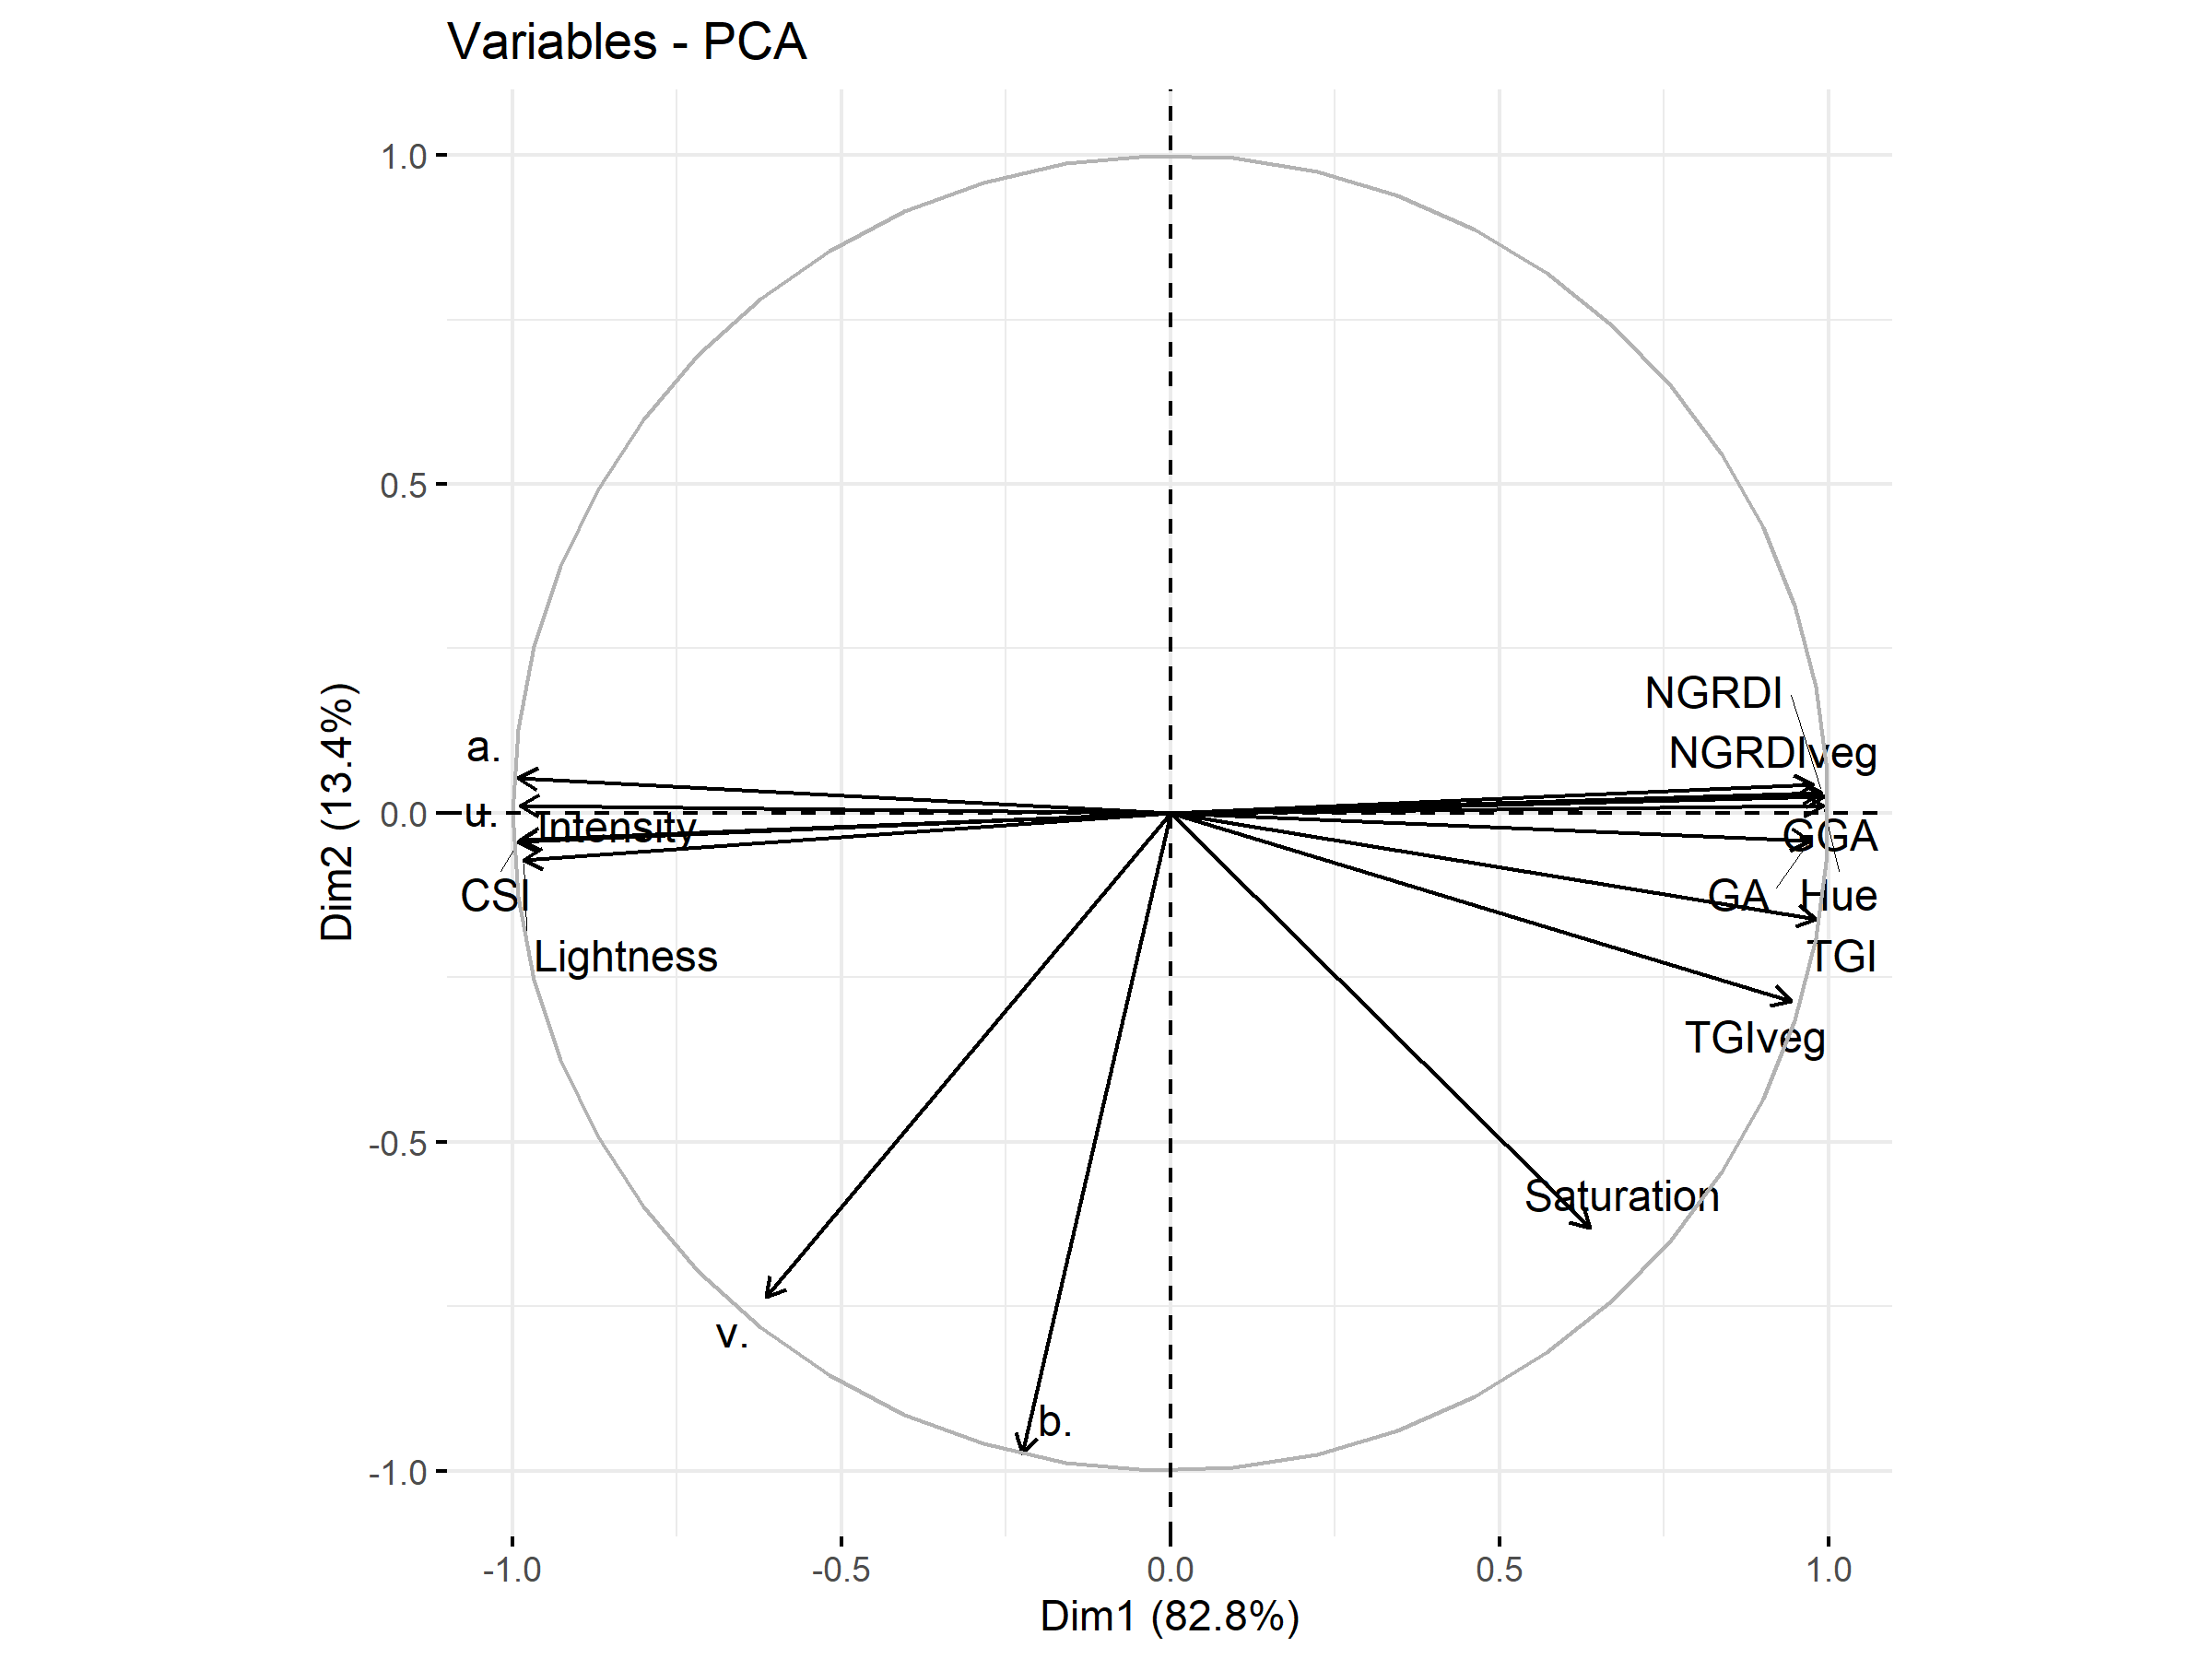 Variables - PCA
1.0
0.5
0.0
-0.5
-1.0
Dim2 (13.4%)
NGRDI
NGRDIveg
a.
u.
Intensity
GGA
CSI
GA
Hue
Lightness
TGI
TGIveg
Saturation
v.
b.
-1.0
-0.5
0.0
0.5
1.0
Dim1 (82.8%)